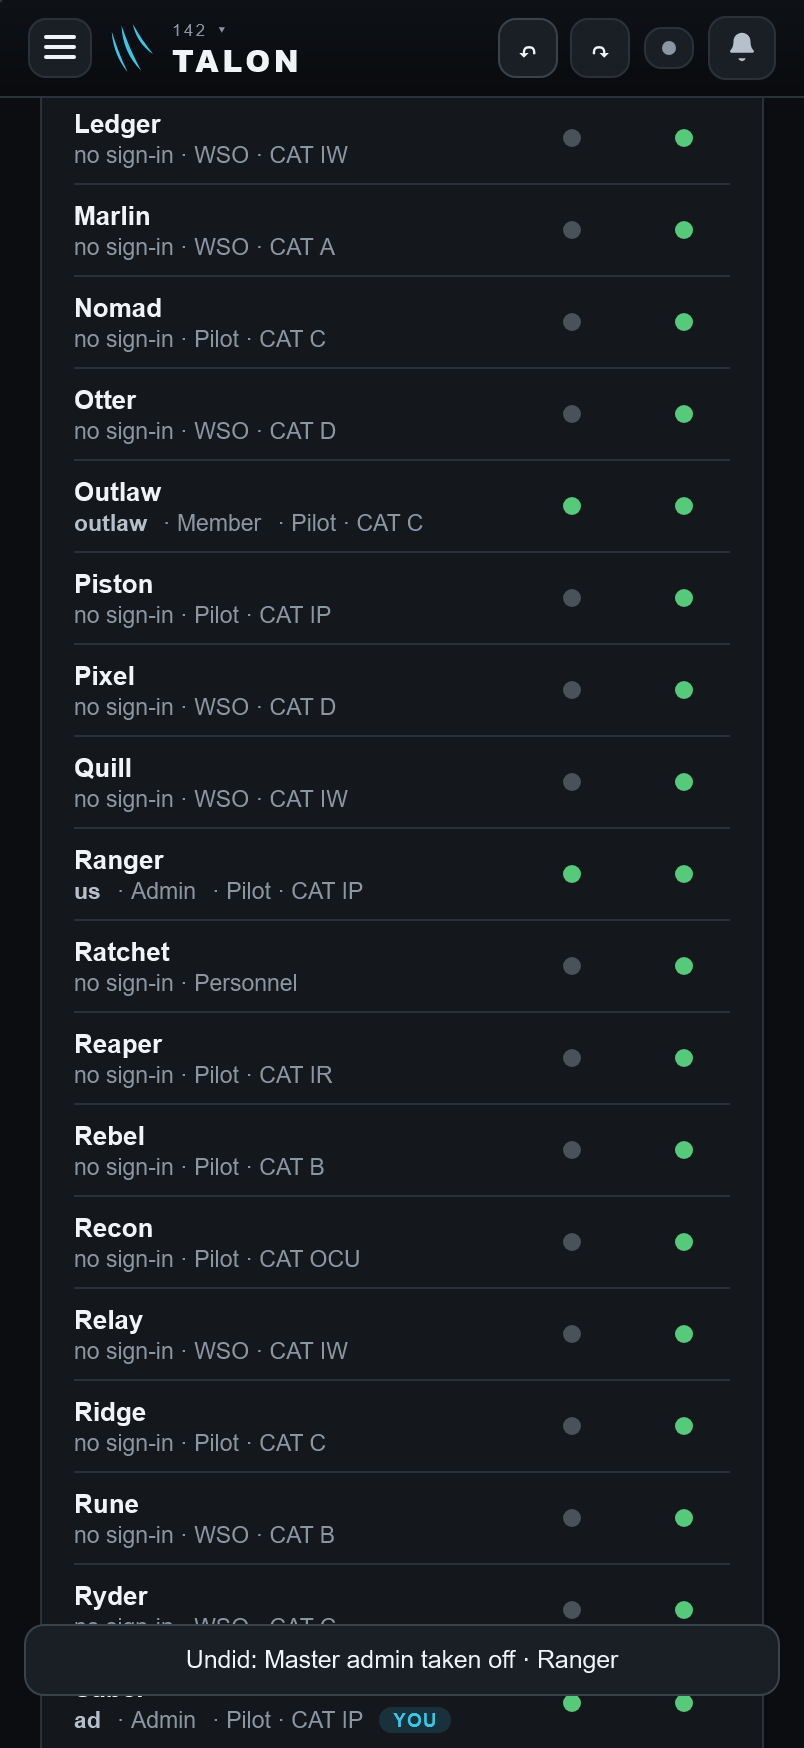 142 ▾
TALON
Ledger
no sign-in · WSO · CAT IW
Marlin
no sign-in · WSO · CAT A
Nomad
no sign-in · Pilot · CAT C
Otter
no sign-in · WSO · CAT D
Outlaw
outlaw · Member · Pilot · CAT C
Piston
no sign-in · Pilot · CAT IP
Pixel
no sign-in · WSO · CAT D
Quill
no sign-in · WSO · CAT IW
Ranger
us · Admin · Pilot · CAT IP
Ratchet
no sign-in · Personnel
Reaper
no sign-in · Pilot · CAT IR
Rebel
no sign-in · Pilot · CAT B
Recon
no sign-in · Pilot · CAT OCU
Relay
no sign-in · WSO · CAT IW
Ridge
no sign-in · Pilot · CAT C
Rune
no sign-in · WSO · CAT B
Ryder
Undid: Master admin taken off · Ranger
ad · Admin · Pilot · CAT IP YOU